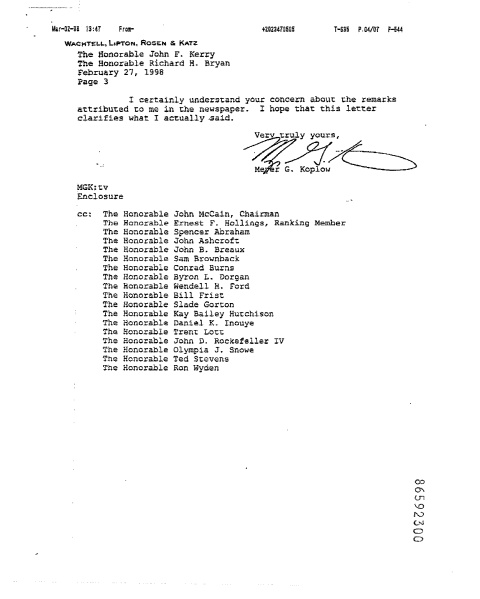 Mar-02-98 13:47 From- +2023473505 T-636 P.04/07 F-544
WACHTELL, LIPTON, ROSEN & KATZ
The Honorable John F. Kerry
The Honorable Richard H. Bryan
February 27, 1998
Page 3
I certainly understand your concern about the remarks
attributed to me in the newspaper. I hope that this letter
clarifies what I actually said.
Very truly yours,
Meyer G. Koplow
MGK:tv
Enclosure
cc: The Honorable John McCain, Chairman
The Honorable Ernest F. Hollings, Ranking Member
The Honorable Spencer Abraham
The Honorable John Ashcroft
The Honorable John B. Breaux
The Honorable Sam Brownback
The Honorable Conrad Burns
The Honorable Byron L. Dorgan
The Honorable Wendell H. Ford
The Honorable Bill Frist
The Honorable Slade Gorton
The Honorable Kay Bailey Hutchison
The Honorable Daniel K. Inouye
The Honorable Trent Lott
The Honorable John D. Rockefeller IV
The Honorable Olympia J. Snowe
The Honorable Ted Stevens
The Honorable Ron Wyden
86592300